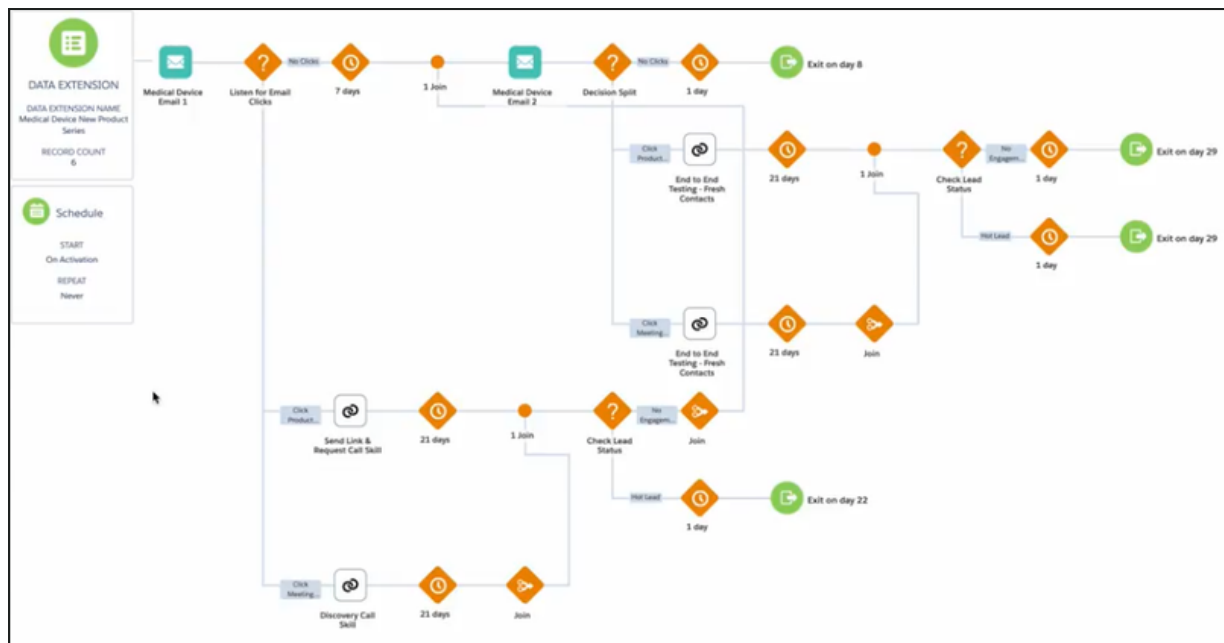 DATA EXTENSION
DATA EXTENSION NAME
Medical Device New Product
Series
RECORD COUNT
6
Schedule
START
On Activation
REPEAT
Never
Medical Device
Email 1
Listen for Email
Clicks
No Clicks
7 days
1 Join
Medical Device
Email 2
Decision Split
No Clicks
1 day
Exit on day 8
Click
Product...
End to End
Testing - Fresh
Contacts
21 days
1 Join
Check Lead
Status
No
Engagem...
1 day
Exit on day 29
Hot Lead
1 day
Exit on day 29
Click
Meeting...
End to End
Testing - Fresh
Contacts
21 days
Join
Click
Product...
Send Link &
Request Call Skill
21 days
1 Join
Check Lead
Status
No
Engagem...
Join
Hot Lead
1 day
Exit on day 22
Click
Meeting...
Discovery Call
Skill
21 days
Join